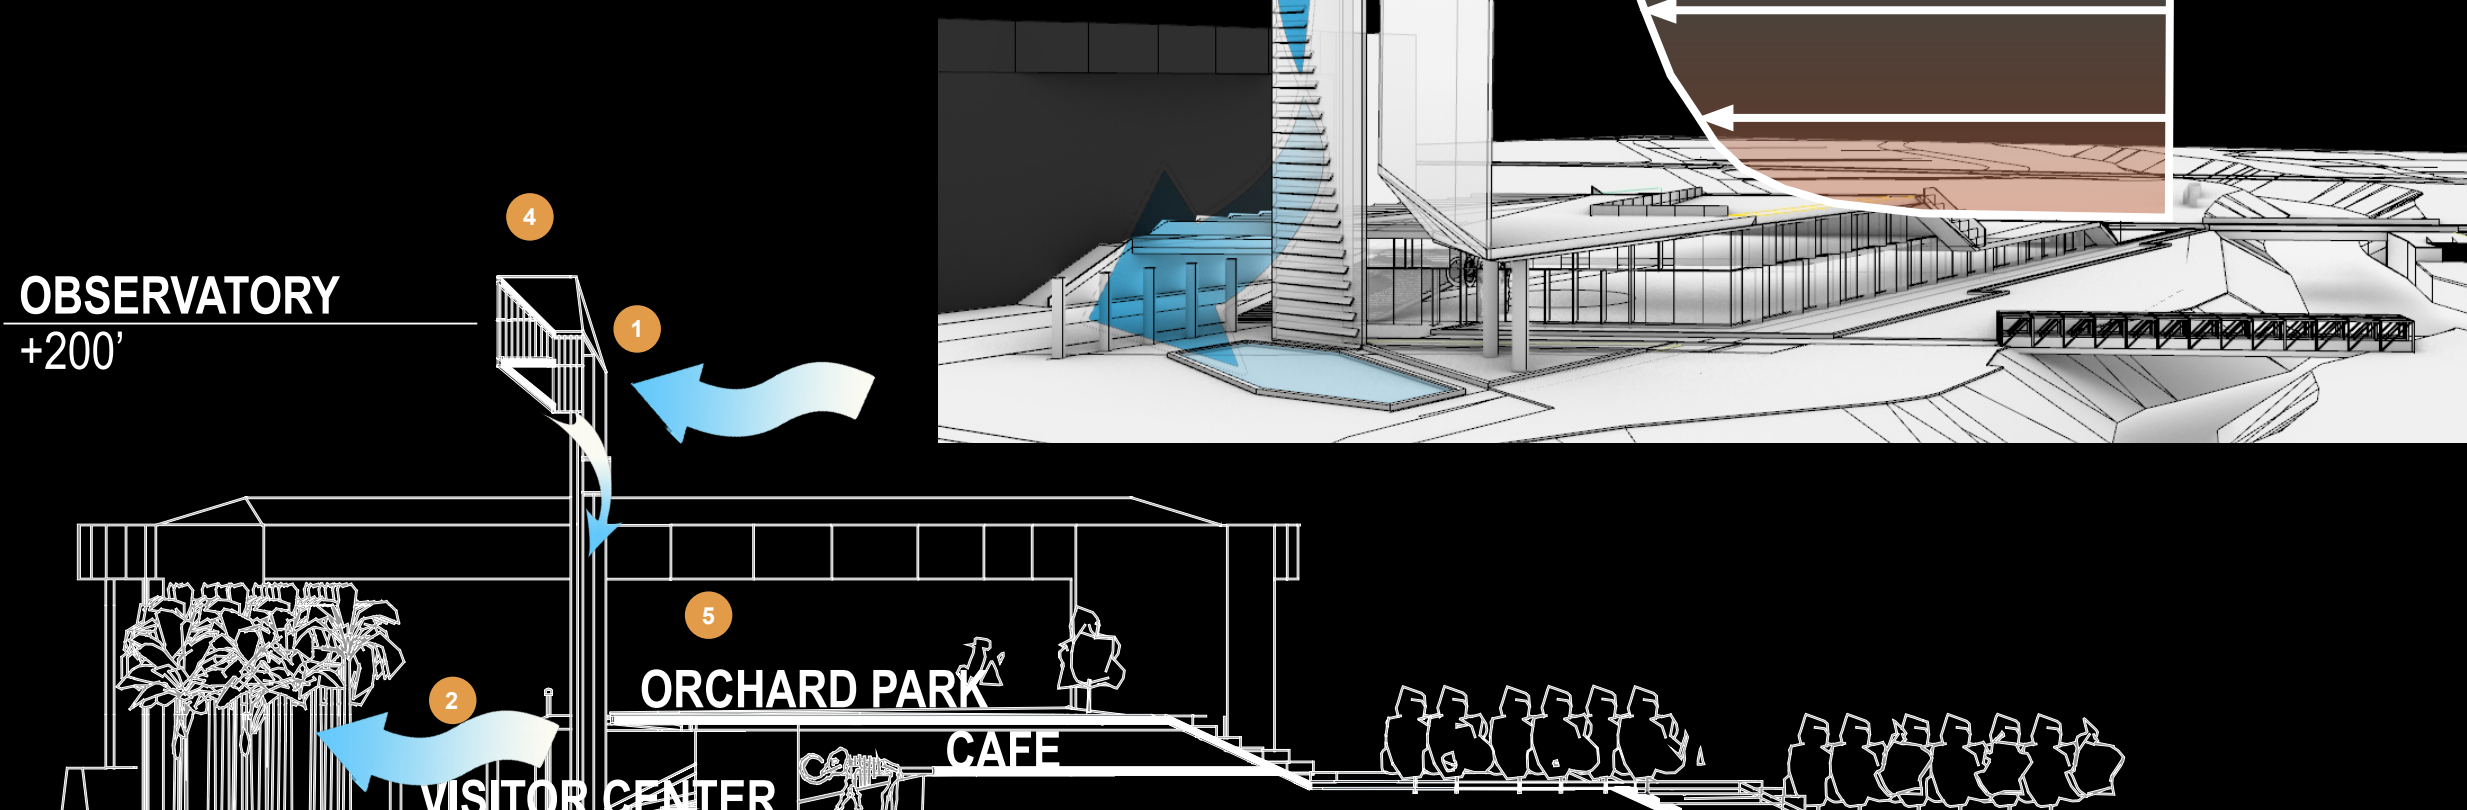 4
OBSERVATORY
+200’
1
5
2
ORCHARD PARK
CAFE
VISITOR CENTER